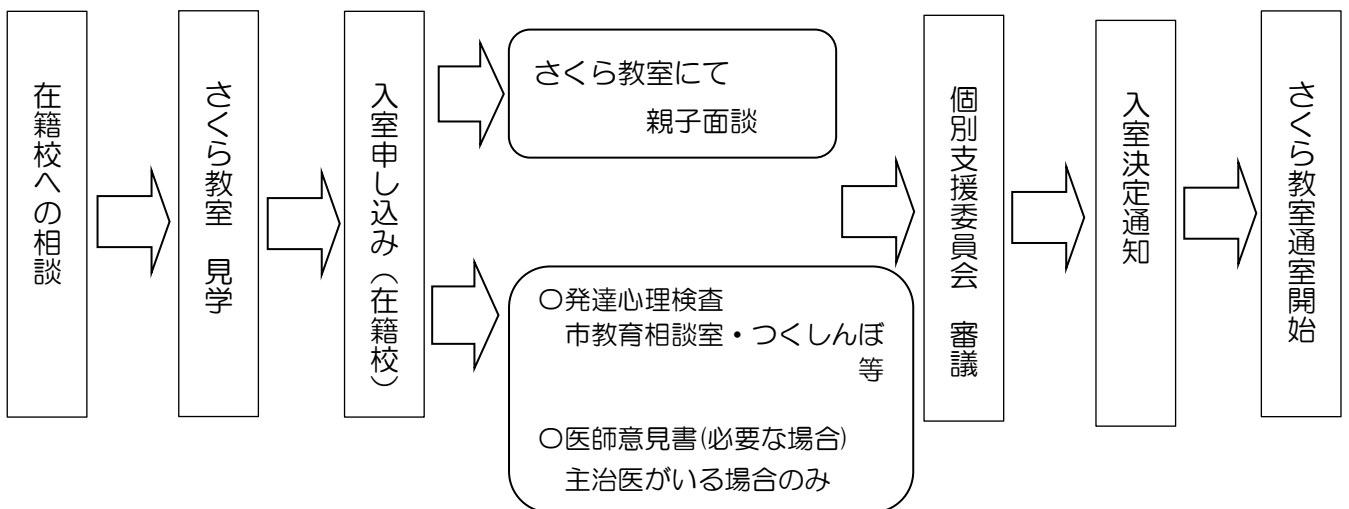 在籍校への相談
さくら教室　見学
入室申し込み（在籍校）
さくら教室にて
親子面談
〇発達心理検査
市教育相談室・つくしんぼ
等
〇医師意見書(必要な場合)
主治医がいる場合のみ
個別支援委員会　審議
入室決定通知
さくら教室通室開始